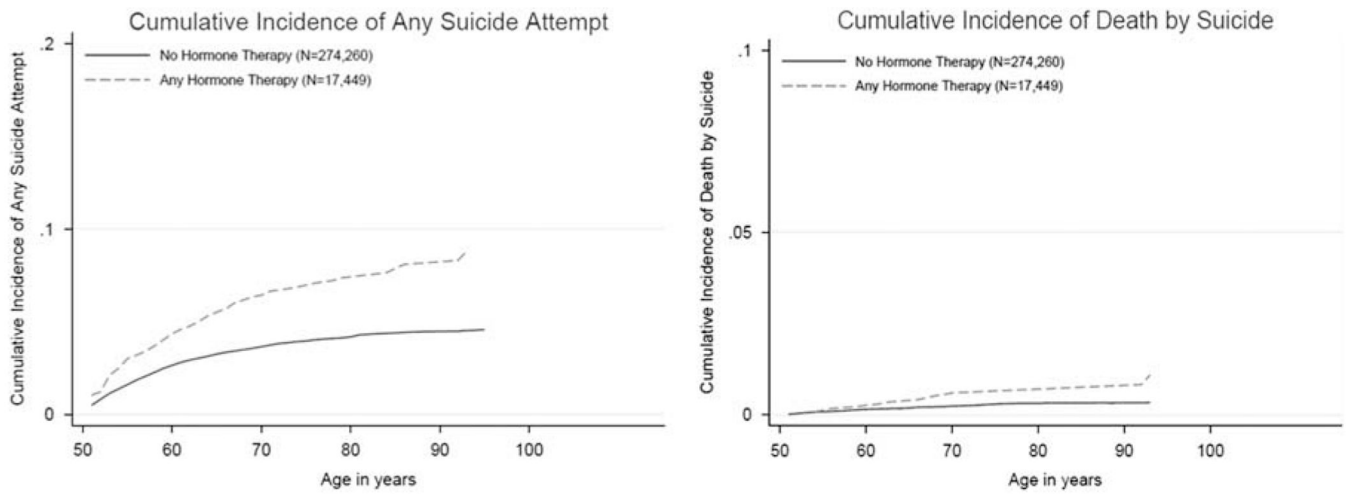 Cumulative Incidence of Any Suicide Attempt
.2
No Hormone Therapy (N=274,260)
Any Hormone Therapy (N=17,449)
Cumulative Incidence of Any Suicide Attempt
.1
0
50 60 70 80 90 100
Age in years
Cumulative Incidence of Death by Suicide
.1
No Hormone Therapy (N=274,260)
Any Hormone Therapy (N=17,449)
Cumulative Incidence of Death by Suicide
.05
0
50 60 70 80 90 100
Age in years